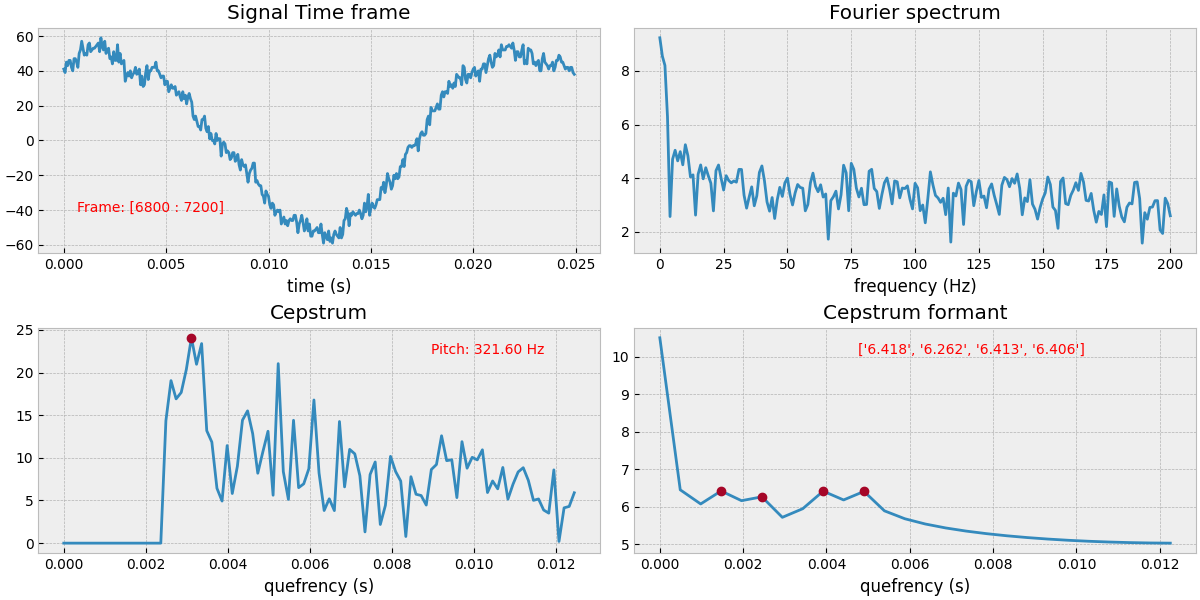 Signal Time frame
60
40
20
0
−20
−40
−60
Frame: [6800 : 7200]
0.000 0.005 0.010 0.015 0.020 0.025
time (s)
Fourier spectrum
8
6
4
2
0 25 50 75 100 125 150 175 200
frequency (Hz)
Cepstrum
25
20
15
10
5
0
Pitch: 321.60 Hz
0.000 0.002 0.004 0.006 0.008 0.010 0.012
quefrency (s)
Cepstrum formant
10
9
8
7
6
5
['6.418', '6.262', '6.413', '6.406']
0.000 0.002 0.004 0.006 0.008 0.010 0.012
quefrency (s)